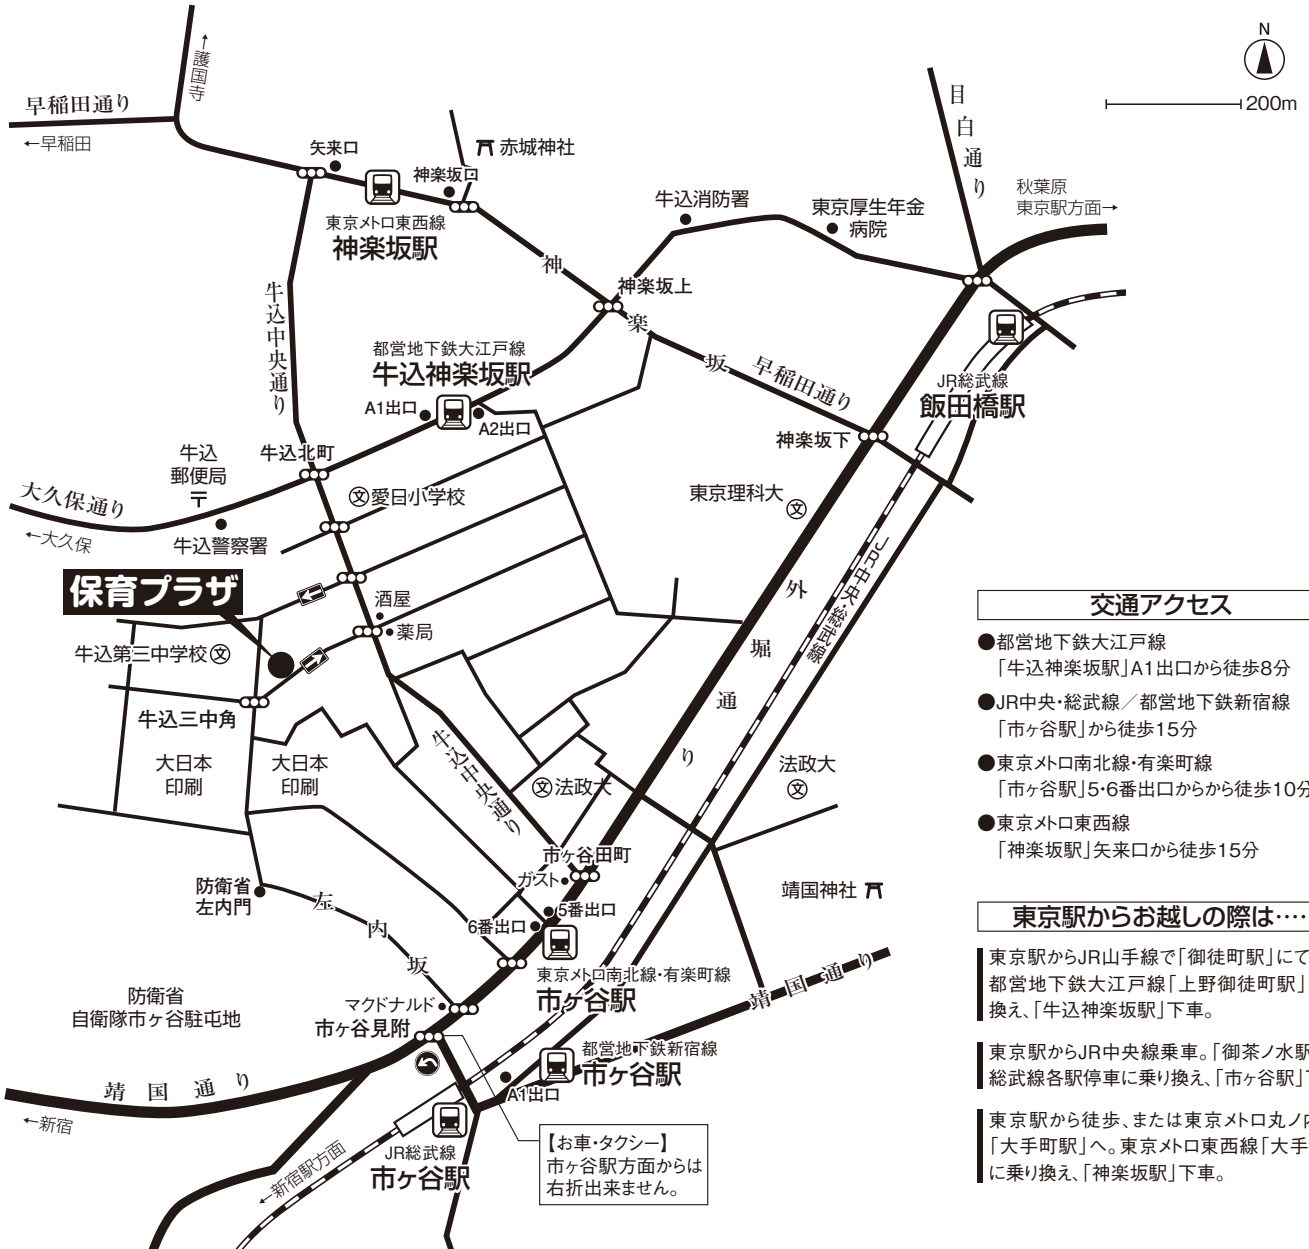 N
200m
↑護国寺
早稲田通り
←早稲田
矢来口
神楽坂口
赤城神社
東京メトロ東西線
神楽坂駅
牛込消防署
東京厚生年金
病院
目白通り
秋葉原
東京駅方面→
神楽坂
神楽坂上
牛込中央通り
都営地下鉄大江戸線
牛込神楽坂駅
A1出口
A2出口
早稲田通り
JR総武線
飯田橋駅
神楽坂下
牛込北町
牛込
郵便局
〒
大久保通り
←大久保
牛込警察署
文愛日小学校
東京理科大
文
JR中央・総武線
外堀通り
保育プラザ
酒屋
薬局
牛込第三中学校文
牛込三中角
大日本
印刷
大日本
印刷
牛込中央通り
文法政大
法政大
文
市ヶ谷田町
ガスト
5番出口
6番出口
防衛省
左内門
左内坂
靖国神社
東京メトロ南北線・有楽町線
市ヶ谷駅
靖国通り
防衛省
自衛隊市ヶ谷駐屯地
マクドナルド
市ヶ谷見附
都営地下鉄新宿線
市ヶ谷駅
A1出口
靖国通り
←新宿
←新宿駅方面
JR総武線
市ヶ谷駅
【お車・タクシー】
市ヶ谷駅方面からは
右折出来ません。
交通アクセス
●都営地下鉄大江戸線
「牛込神楽坂駅」A1出口から徒歩8分
●JR中央・総武線／都営地下鉄新宿線
「市ヶ谷駅」から徒歩15分
●東京メトロ南北線・有楽町線
「市ヶ谷駅」5・6番出口からから徒歩10分
●東京メトロ東西線
「神楽坂駅」矢来口から徒歩15分
東京駅からお越しの際は‥‥
東京駅からJR山手線で「御徒町駅」にて
都営地下鉄大江戸線「上野御徒町駅」
換え、「牛込神楽坂駅」下車。
東京駅からJR中央線乗車。「御茶ノ水駅
総武線各駅停車に乗り換え、「市ヶ谷駅」
東京駅から徒歩、または東京メトロ丸ノ
「大手町駅」へ。東京メトロ東西線「大手
に乗り換え、「神楽坂駅」下車。